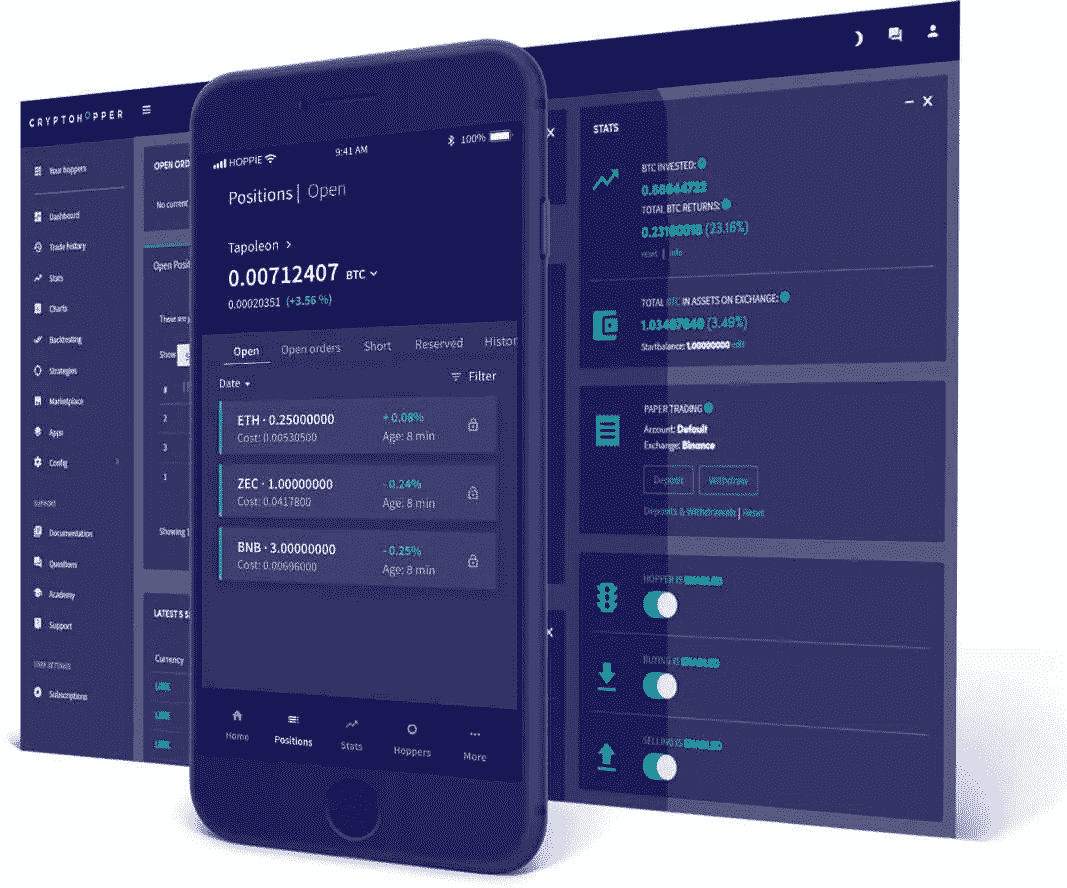 CRYPTOHOPPER
Your hoppers
Dashboard
Trade history
Stats
Charts
Backtesting
Strategies
Marketplace
Apps
Config
SUPPORT
Documentation
Questions
Academy
Support
USER SETTINGS
Subscriptions
OPEN ORD
No current
Open Posit
These are y
Show
#
2
3
1
Showing 1
LATEST 5 S
Currency
HOPPIE
9:41 AM
100%
Positions | Open
Tapoleon >
0.00712407 BTC
0.00020351 (+3.56 %)
Open Open orders Short Reserved Histor
Date Filter
ETH · 0.25000000 + 0.08%
Cost: 0.00530500 Age: 8 min
ZEC · 1.00000000 - 0.24%
Cost: 0.0417800 Age: 8 min
BNB · 3.00000000 - 0.25%
Cost: 0.00696000 Age: 8 min
Home Positions Stats Hoppers More
STATS
BTC INVESTED:
TOTAL BTC RETURNS:
0.23160018 (23.16%)
reset | info
TOTAL BTC IN ASSETS ON EXCHANGE:
1.03487640 (3.49%)
Startbalance: 1.00000000 edit
PAPER TRADING
Account: Default
Exchange: Binance
Deposit Withdraw
Deposits & Withdrawals | Reset
HOPPER IS ENABLED
BUYING IS ENABLED
SELLING IS ENABLED